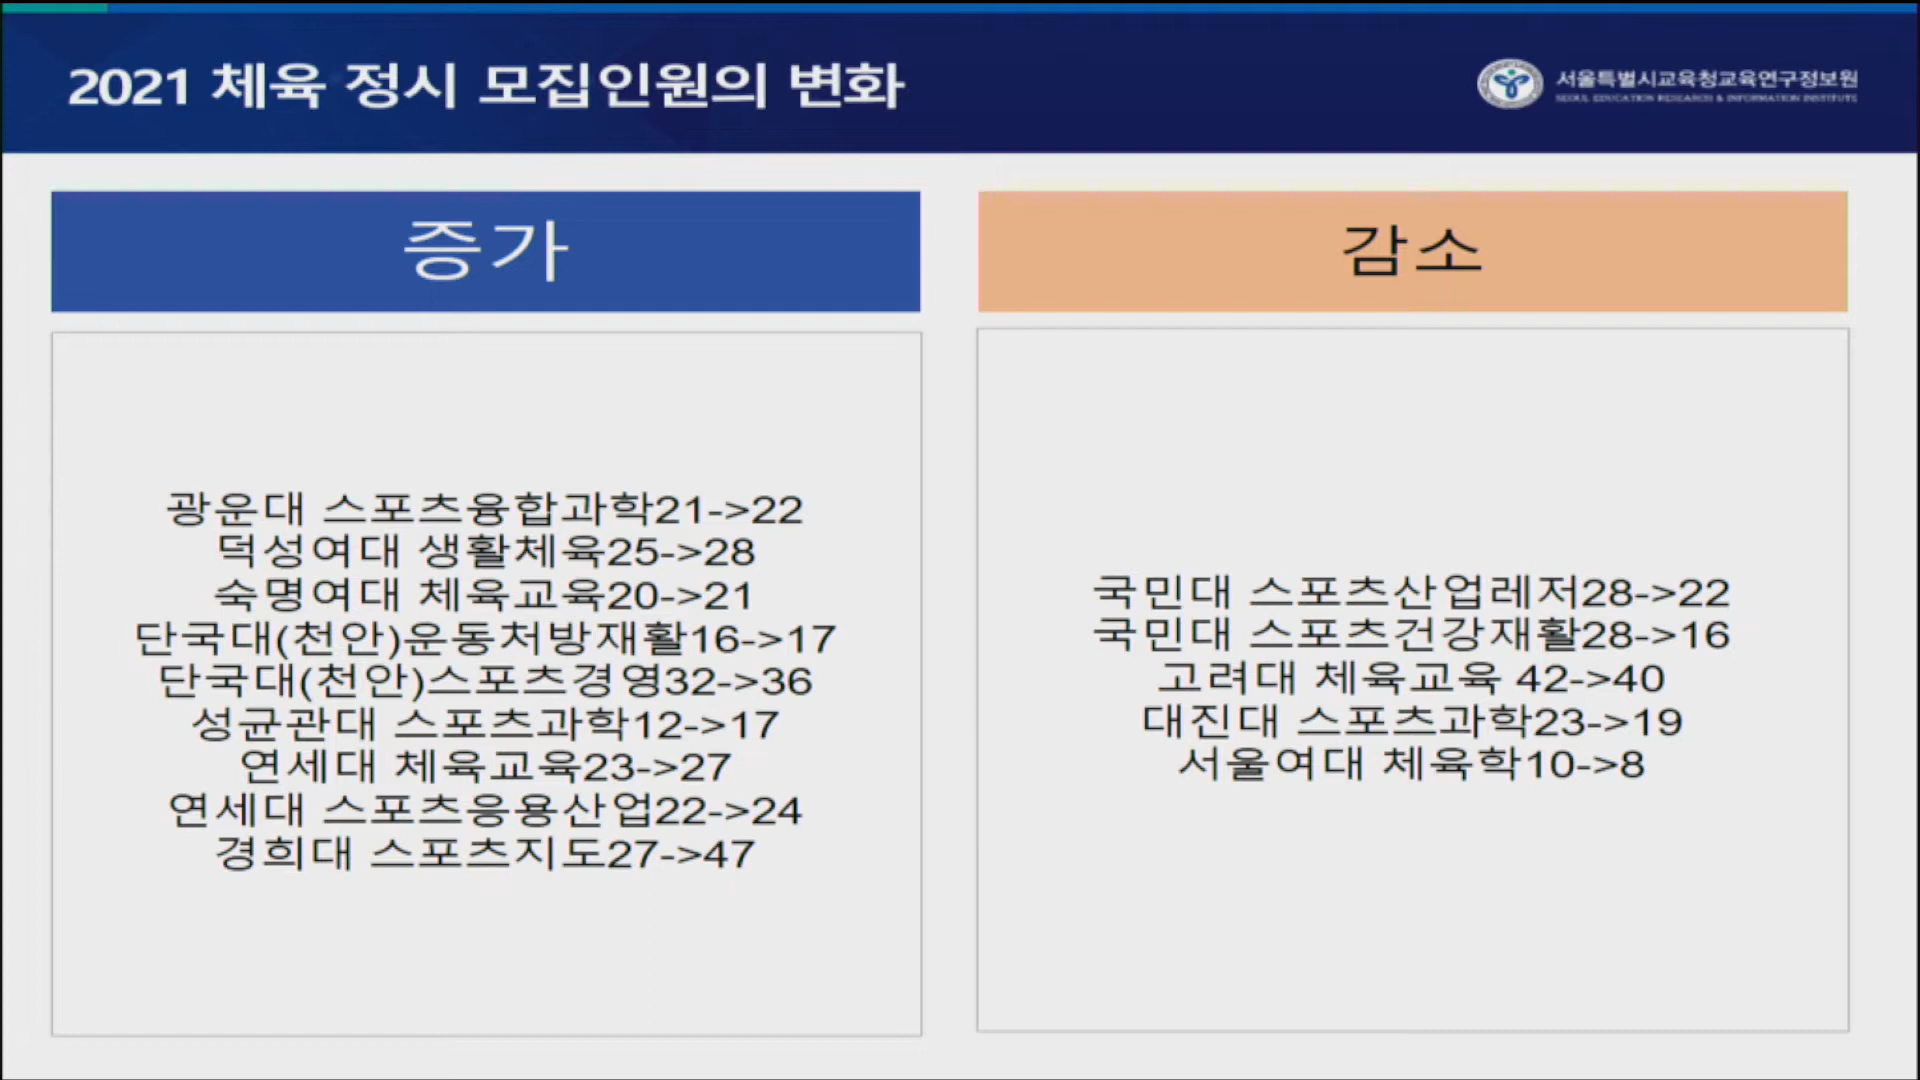 2021 체육 정시 모집인원의 변화
서울특별시교육청교육연구정보원
SEOUL EDUCATION RESEARCH & INFORMATION INSTITUTE
증가
광운대 스포츠융합과학21->22
덕성여대 생활체육25->28
숙명여대 체육교육20->21
단국대(천안)운동처방재활16->17
단국대(천안)스포츠경영32->36
성균관대 스포츠과학12->17
연세대 체육교육23->27
연세대 스포츠응용산업22->24
경희대 스포츠지도27->47
감소
국민대 스포츠산업레저28->22
국민대 스포츠건강재활28->16
고려대 체육교육 42->40
대진대 스포츠과학23->19
서울여대 체육학10->8